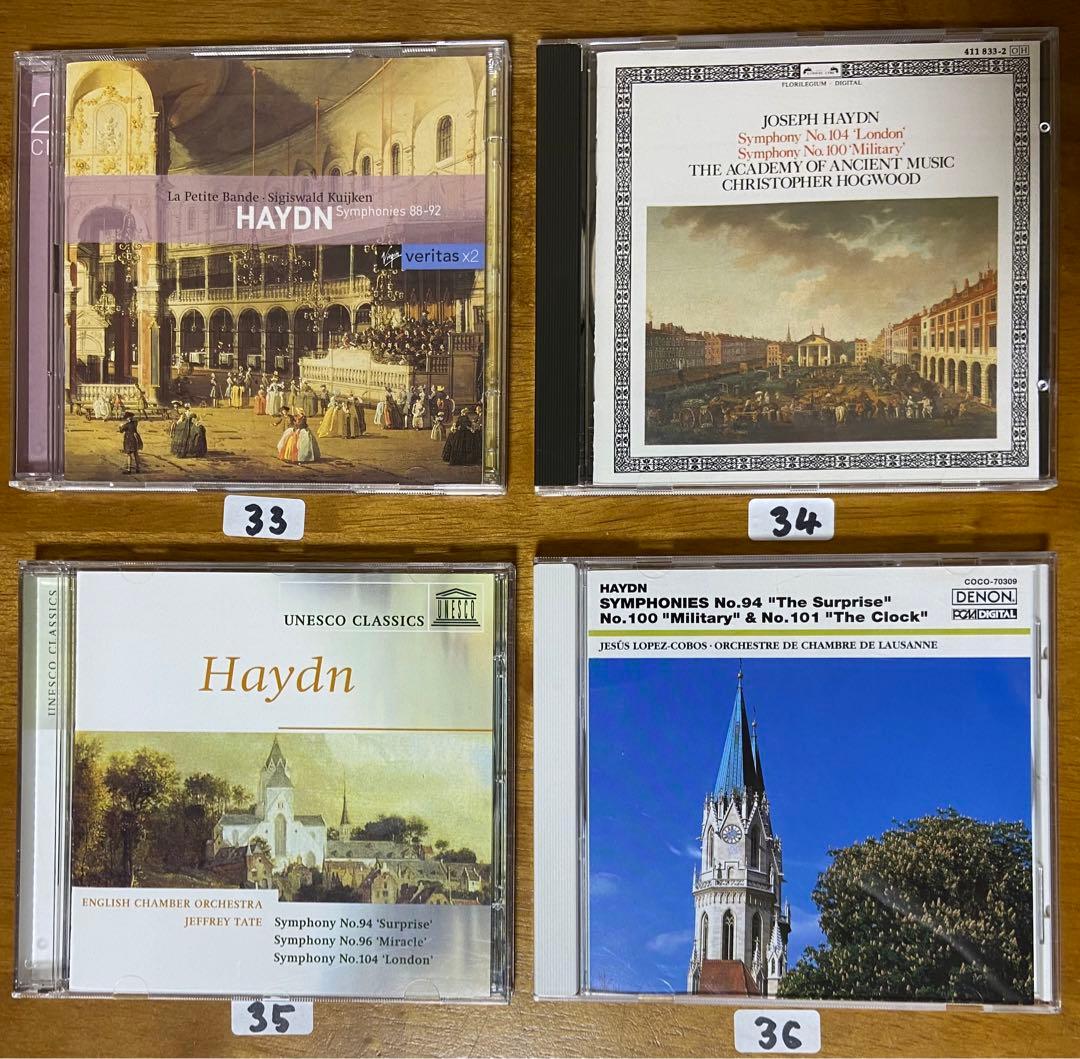 2
CD
La Petite Bande · Sigiswald Kuijken
HAYDN Symphonies 88-92
Virgin veritas x2
33
411 833-2 OH
FLORILEGIUM · DIGITAL
JOSEPH HAYDN
Symphony No.104 'London'
Symphony No.100 'Military'
THE ACADEMY OF ANCIENT MUSIC
CHRISTOPHER HOGWOOD
34
UNESCO CLASSICS
UNESCO CLASSICS
UNESCO
Haydn
ENGLISH CHAMBER ORCHESTRA
JEFFREY TATE
Symphony No.94 'Surprise'
Symphony No.96 'Miracle'
Symphony No.104 'London'
35
HAYDN
SYMPHONIES No.94 "The Surprise"
No.100 "Military" & No.101 "The Clock"
COCO-70309
DENON
PCM DIGITAL
JESÚS LOPEZ-COBOS · ORCHESTRE DE CHAMBRE DE LAUSANNE
36